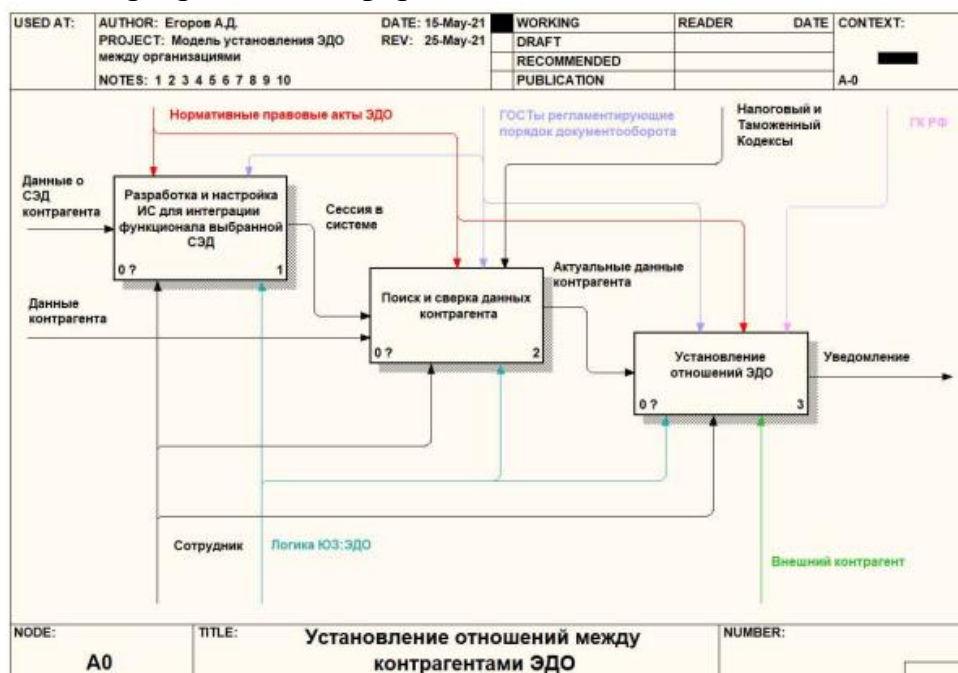 USED AT:
AUTHOR: Егоров А.Д.
DATE: 15-May-21
PROJECT: Модель установления ЭДО
между организациями
REV: 25-May-21
NOTES: 1 2 3 4 5 6 7 8 9 10
WORKING
DRAFT
RECOMMENDED
PUBLICATION
READER
DATE
CONTEXT:
A-0
Нормативные правовые акты ЭДО
ГОСТы регламентирующие
порядок документооборота
Налоговый и
Таможенный
Кодексы
ГК РФ
Данные о
СЭД
контрагента
Разработка и настройка
ИС для интеграции
функционала выбранной
СЭД
0 ?
1
Сессия в
системе
Данные
контрагента
Поиск и сверка данных
контрагента
0 ?
2
Актуальные данные
контрагента
Установление
отношений ЭДО
0 ?
3
Уведомление
Сотрудник
Логика ЮЗ:ЭДО
Внешний контрагент
NODE:
A0
TITLE:
Установление отношений между
контрагентами ЭДО
NUMBER: